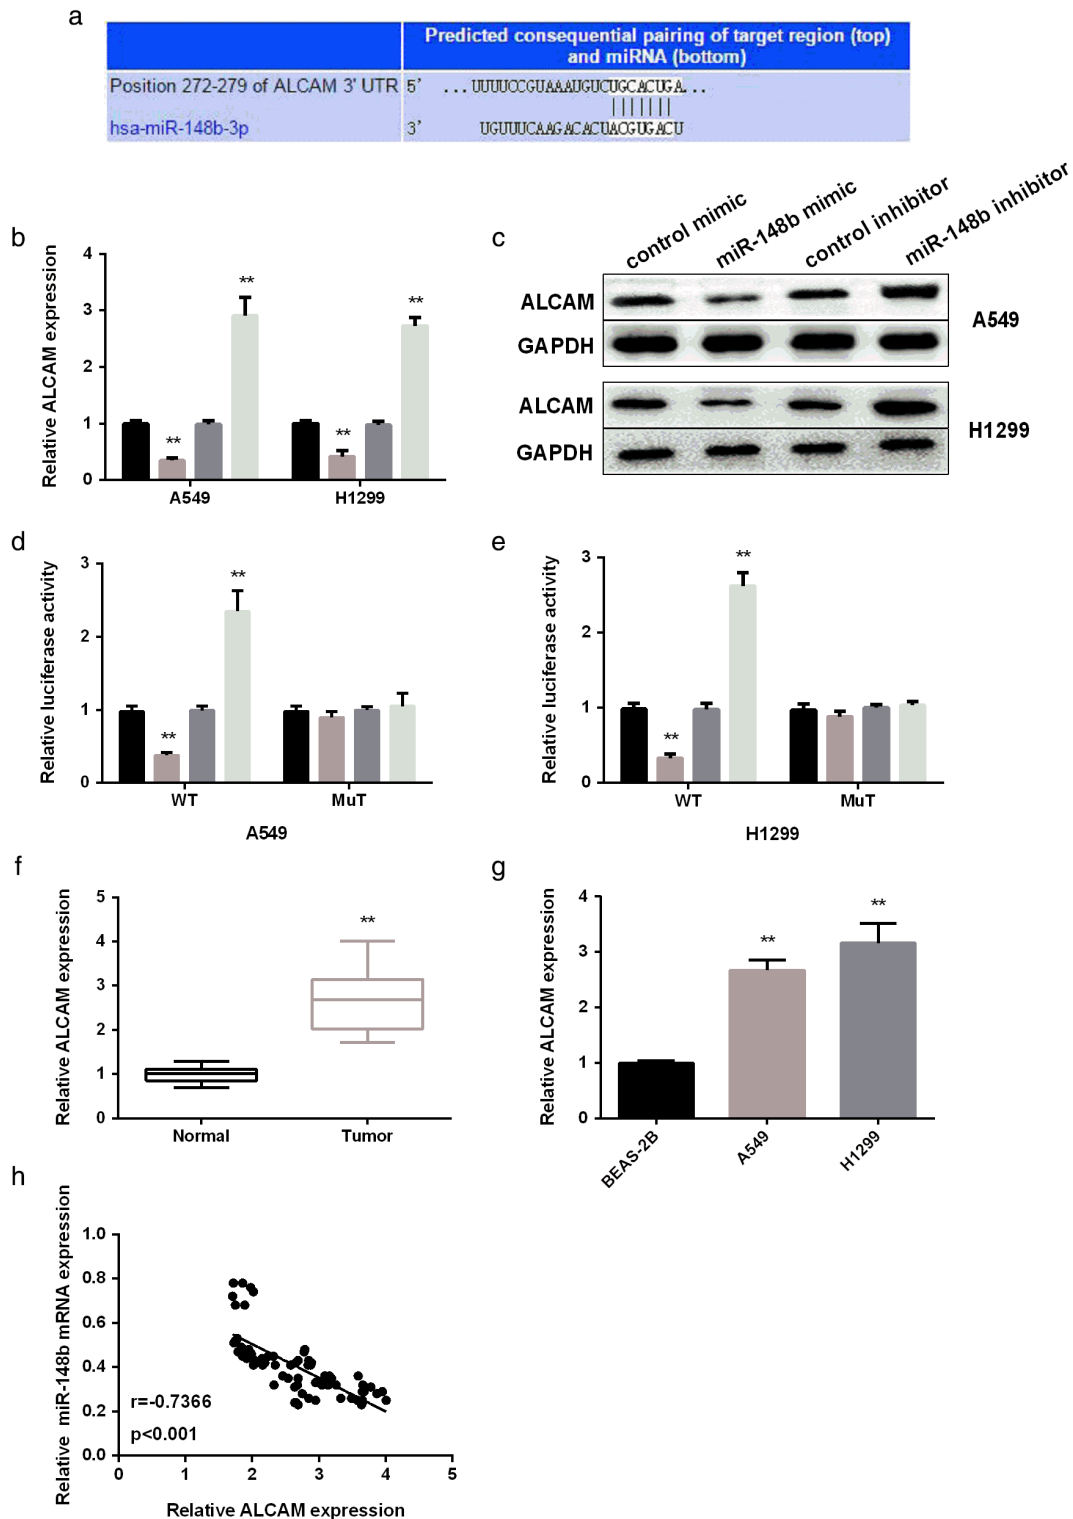 a
Predicted consequential pairing of target region (top)
and miRNA (bottom)
Position 272-279 of ALCAM 3' UTR 5' ...UUUUCCGUAAAUGUCUGCACUGA...
hsa-miR-148b-3p 3' UGUUUCAAGACACUACGUGACU
b
Relative ALCAM expression
4
3
2
1
0
**
**
**
**
A549
H1299
c
control mimic
miR-148b mimic
control inhibitor
miR-148b inhibitor
ALCAM
GAPDH
A549
ALCAM
GAPDH
H1299
d
Relative luciferase activity
3
2
1
0
**
**
WT
MuT
A549
e
Relative luciferase activity
3
2
1
0
**
**
WT
MuT
H1299
f
Relative ALCAM expression
5
4
3
2
1
0
**
Normal
Tumor
g
Relative ALCAM expression
4
3
2
1
0
**
**
BEAS-2B
A549
H1299
h
Relative miR-148b mRNA expression
1.0
0.8
0.6
0.4
0.2
0.0
r=-0.7366
p<0.001
0 1 2 3 4 5
Relative ALCAM expression